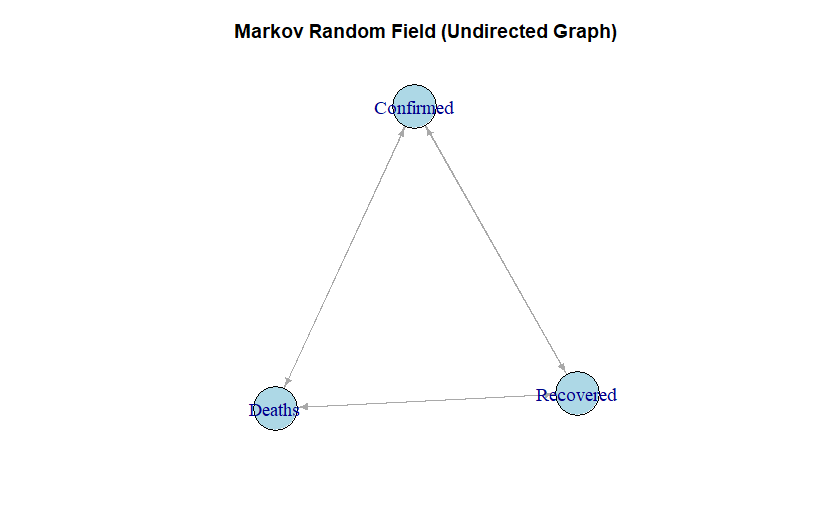 Markov Random Field (Undirected Graph)
Confirmed
Deaths
Recovered